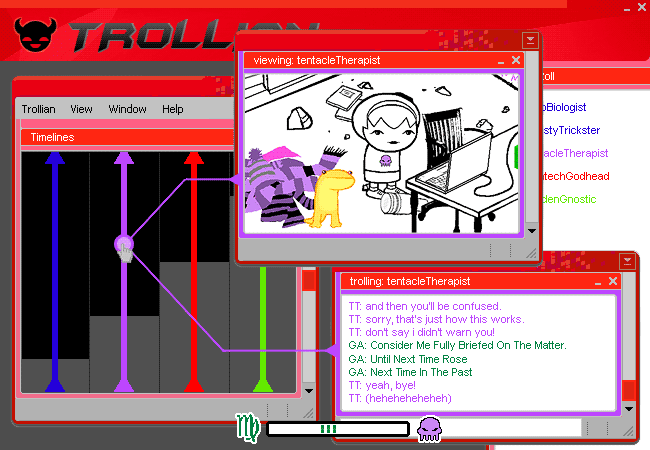 TROLLIAN
viewing: tentacleTherapist
Trollian View Window Help
Timelines
trolling: tentacleTherapist
TT: and then you'll be confused.
TT: sorry, that's just how this works.
TT: don't say i didn't warn you!
GA: Consider Me Fully Briefed On The Matter.
GA: Until Next Time Rose
GA: Next Time In The Past
TT: yeah, bye!
TT: (heheheheheheh)
oll
oBiologist
styTrickster
acleTherapist
ntechGodhead
denGnostic